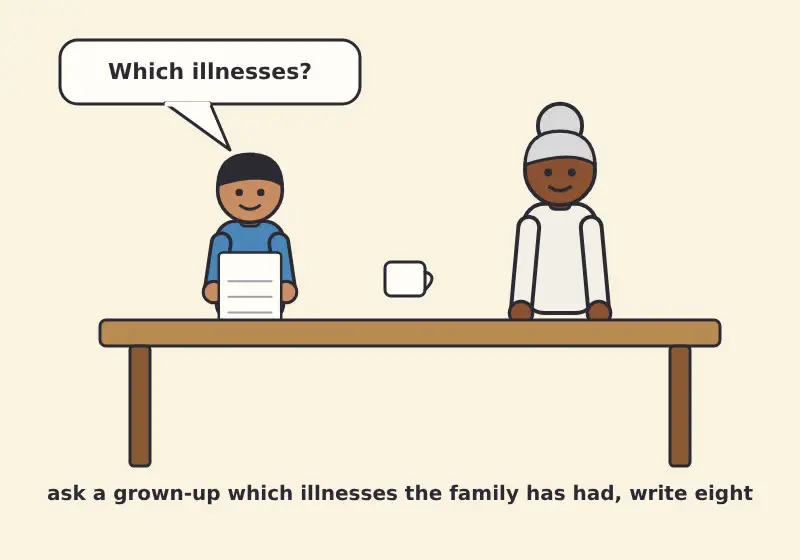 Which illnesses?
ask a grown-up which illnesses the family has had, write eight